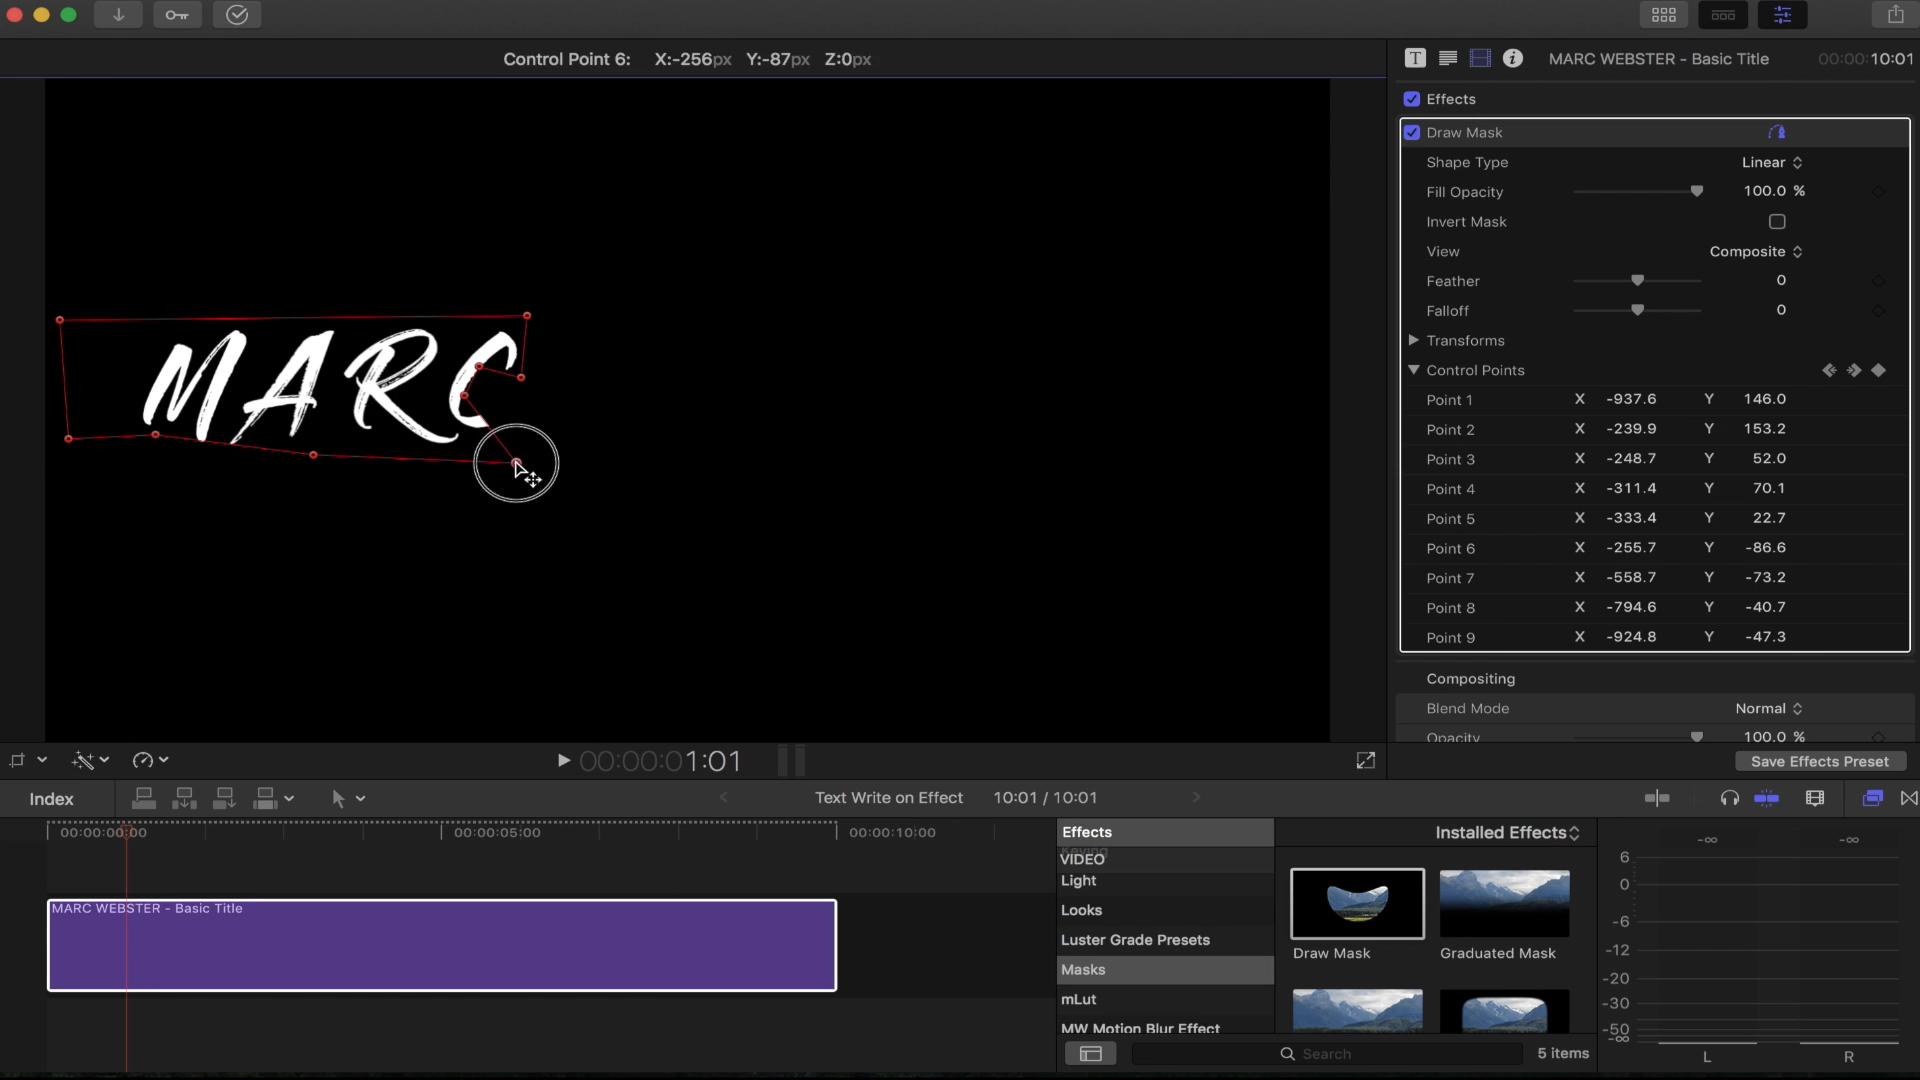 Control Point 6: X:-256px Y:-87px Z:0px
MARC WEBSTER - Basic Title 00:00:10:01
Effects
Draw Mask
Shape Type Linear
Fill Opacity 100.0 %
Invert Mask
View Composite
Feather 0
Falloff 0
Transforms
Control Points
Point 1 X -937.6 Y 146.0
Point 2 X -239.9 Y 153.2
Point 3 X -248.7 Y 52.0
Point 4 X -311.4 Y 70.1
Point 5 X -333.4 Y 22.7
Point 6 X -255.7 Y -86.6
Point 7 X -558.7 Y -73.2
Point 8 X -794.6 Y -40.7
Point 9 X -924.8 Y -47.3
Compositing
Blend Mode Normal
Opacity 100.0 %
Save Effects Preset
MARC
00:00:01:01
Index
Text Write on Effect 10:01 / 10:01
00:00:00:00 00:00:05:00 00:00:10:00
MARC WEBSTER - Basic Title
Effects
Keying
VIDEO
Light
Looks
Luster Grade Presets
Masks
mLut
MW Motion Blur Effect
Installed Effects
Draw Mask Graduated Mask
Search
5 items
-∞ -∞
6
0
-6
-12
-20
-30
-50
-∞
L R